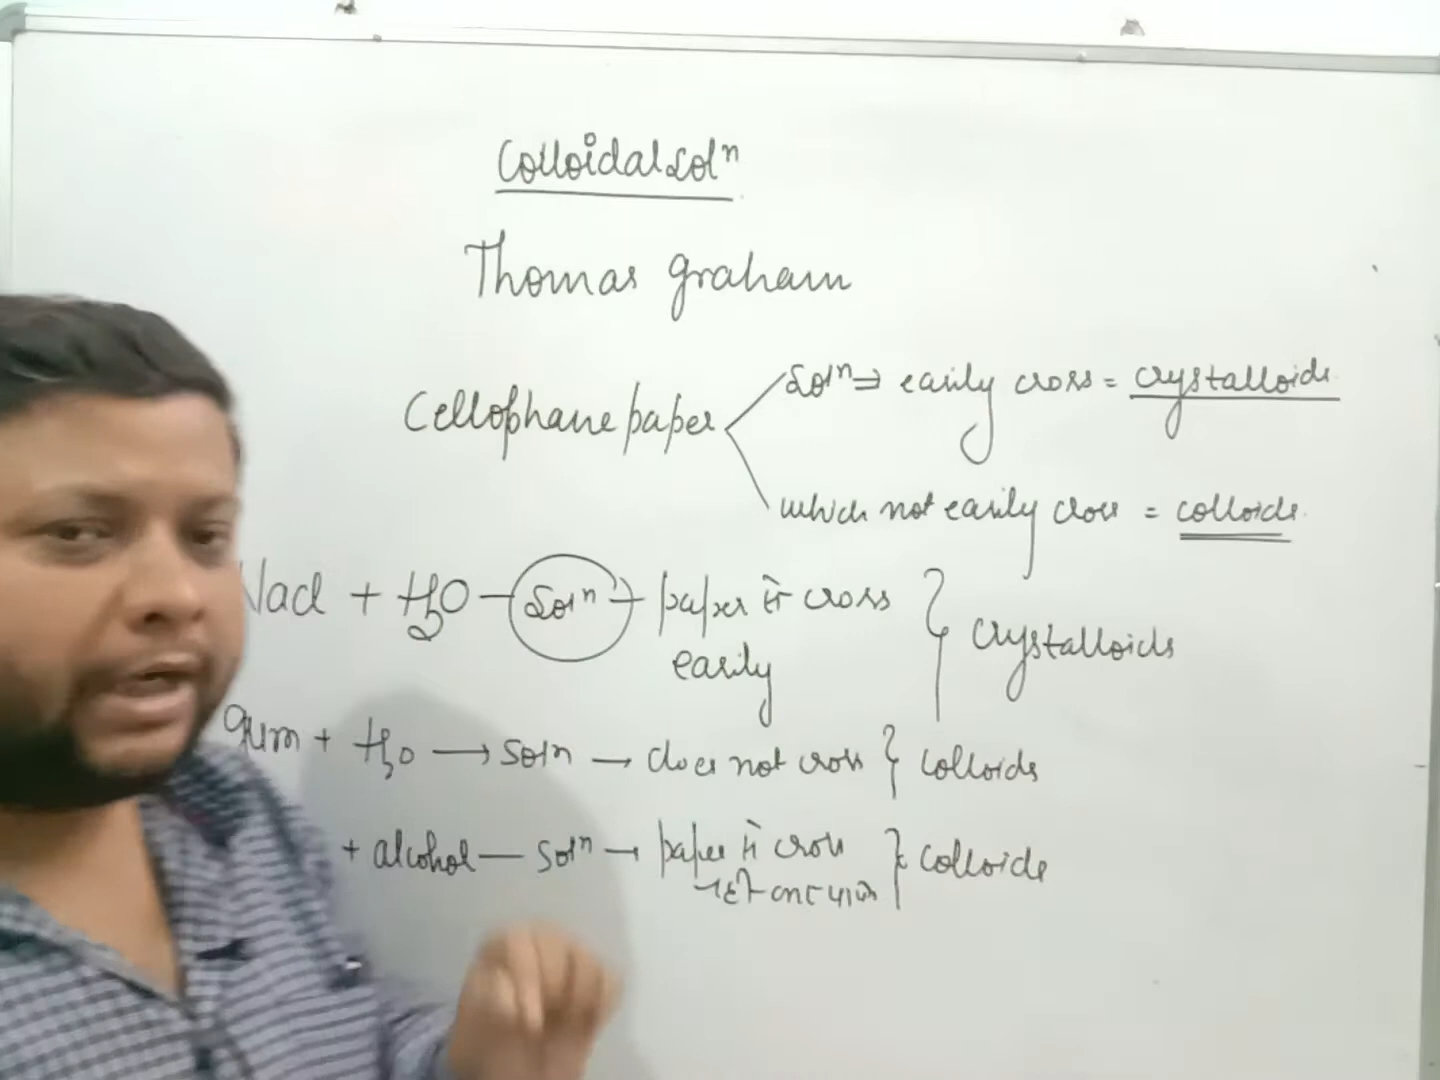 Colloidal Solⁿ
Thomas graham
Cellophane paper
Solⁿ ⇒ easily cross = crystalloids
which not easily cross = colloids
Nacl + H₂O — Solⁿ → paper से cross easily } crystalloids
gum + H₂O → Soln → does not cross } colloids
+ alcohol — Solⁿ → paper से cross } colloids